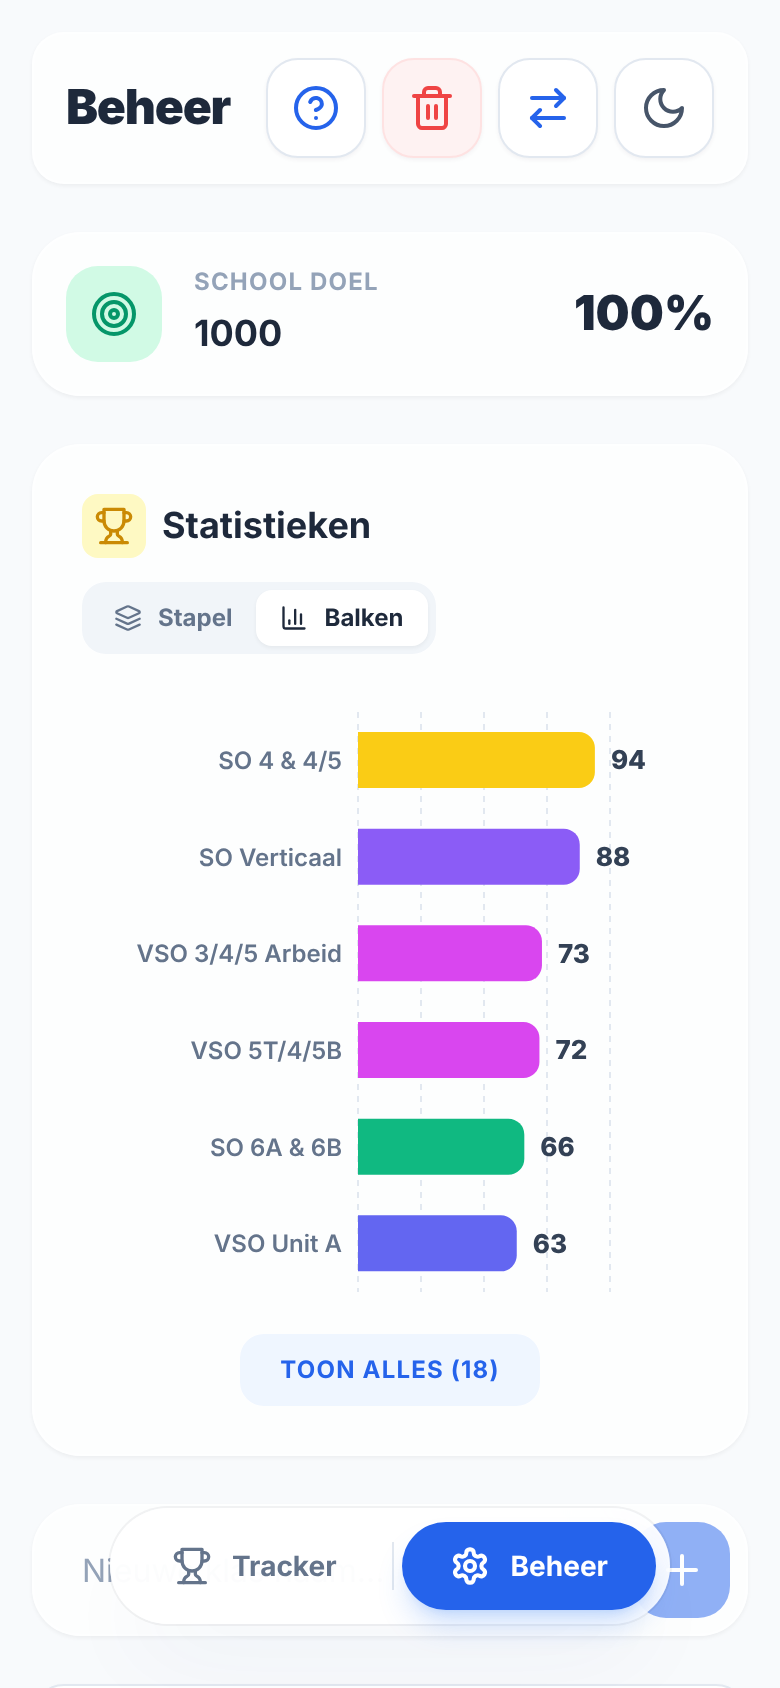 Beheer
SCHOOL DOEL
1000
100%
Statistieken
Stapel
Balken
SO 4 & 4/5
94
SO Verticaal
88
VSO 3/4/5 Arbeid
73
VSO 5T/4/5B
72
SO 6A & 6B
66
VSO Unit A
63
TOON ALLES (18)
Tracker
Beheer